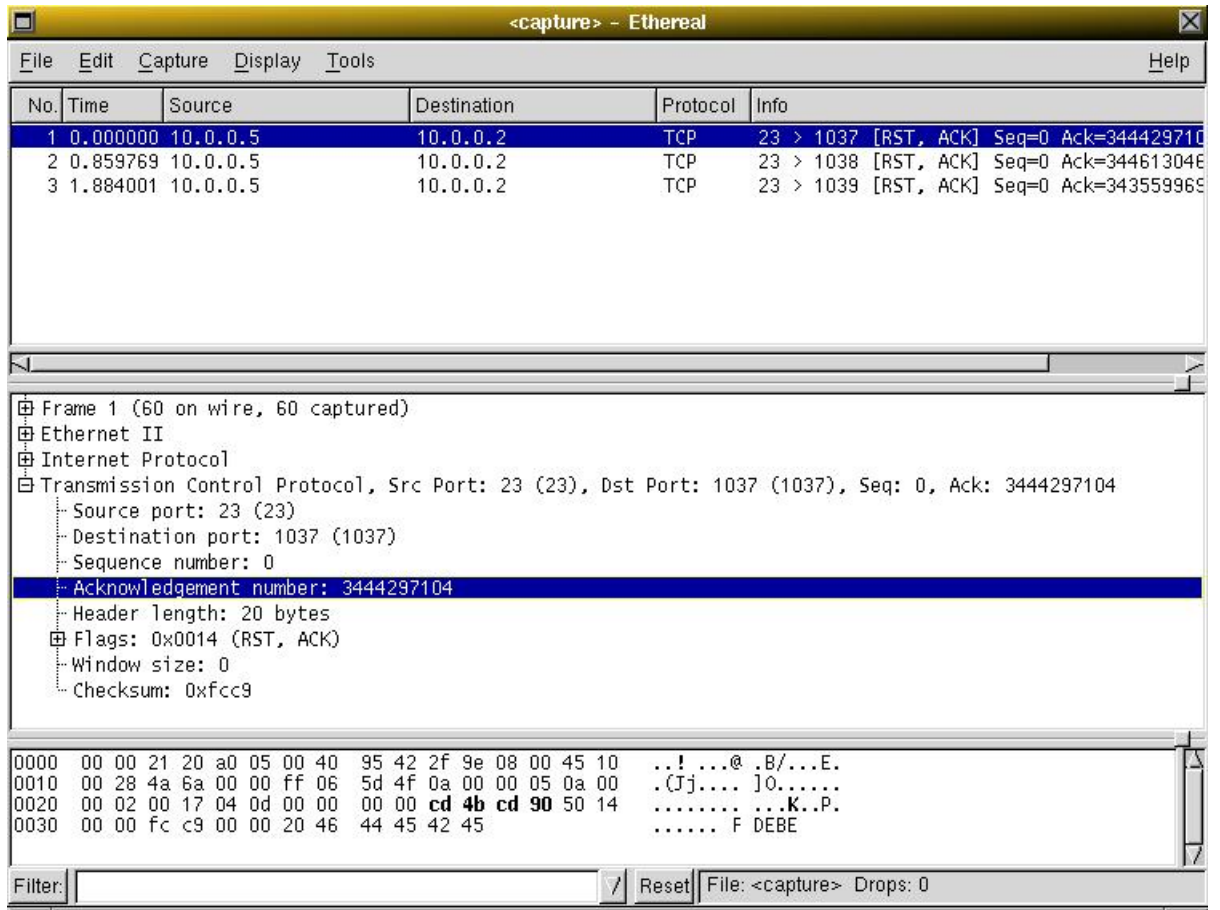 <capture> - Ethereal
File Edit Capture Display Tools Help
No. Time Source Destination Protocol Info
1 0.000000 10.0.0.5 10.0.0.2 TCP 23 > 1037 [RST, ACK] Seq=0 Ack=344429710
2 0.859769 10.0.0.5 10.0.0.2 TCP 23 > 1038 [RST, ACK] Seq=0 Ack=344613046
3 1.884001 10.0.0.5 10.0.0.2 TCP 23 > 1039 [RST, ACK] Seq=0 Ack=343559969
Frame 1 (60 on wire, 60 captured)
Ethernet II
Internet Protocol
Transmission Control Protocol, Src Port: 23 (23), Dst Port: 1037 (1037), Seq: 0, Ack: 3444297104
Source port: 23 (23)
Destination port: 1037 (1037)
Sequence number: 0
Acknowledgement number: 3444297104
Header length: 20 bytes
Flags: 0x0014 (RST, ACK)
Window size: 0
Checksum: 0xfcc9
0000 00 00 21 20 a0 05 00 40 95 42 2f 9e 08 00 45 10 ..! ...@ .B/...E.
0010 00 28 4a 6a 00 00 ff 06 5d 4f 0a 00 00 05 0a 00 .(Jj.... ]O......
0020 00 02 00 17 04 0d 00 00 00 00 cd 4b cd 90 50 14 ........ ...K..P.
0030 00 00 fc c9 00 00 20 46 44 45 42 45 ...... F DEBE
Filter: Reset File: <capture> Drops: 0